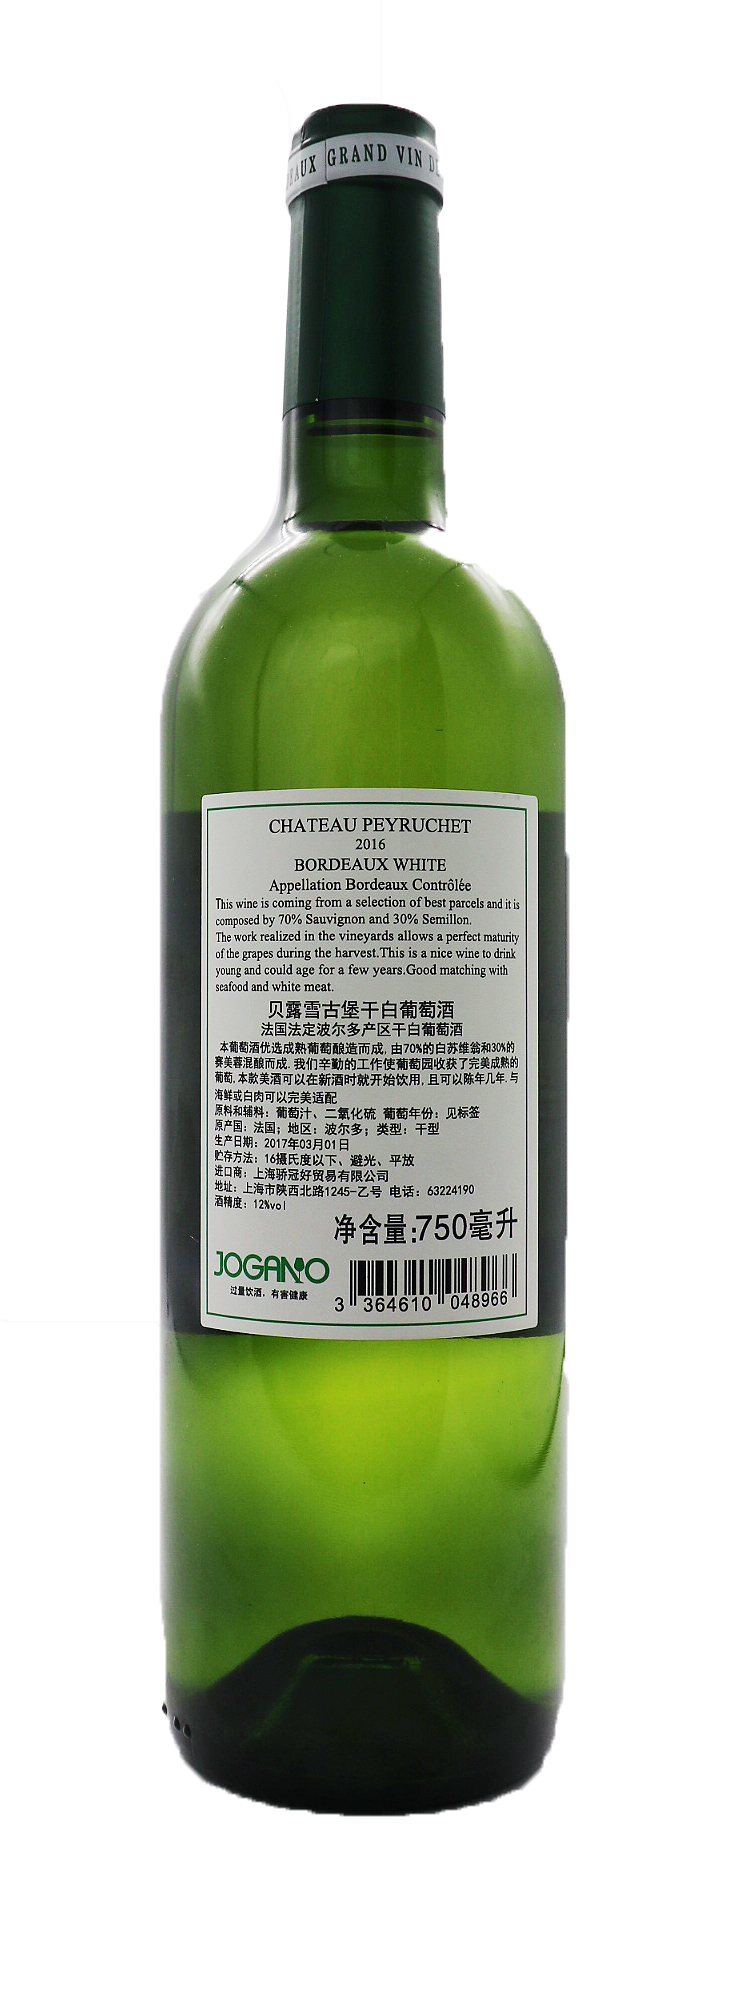 EAUX GRAND VIN DE
CHATEAU PEYRUCHET
2016
BORDEAUX WHITE
Appellation Bordeaux Contrôlée
This wine is coming from a selection of best parcels and it is
composed by 70% Sauvignon and 30% Semillon.
The work realized in the vineyards allows a perfect maturity
of the grapes during the harvest.This is a nice wine to drink
young and could age for a few years.Good matching with
seafood and white meat.
贝露雪古堡干白葡萄酒
法国法定波尔多产区干白葡萄酒
本葡萄酒优选成熟葡萄酿造而成, 由70%的白苏维翁和30%的
赛美蓉混酿而成. 我们辛勤的工作使葡萄园收获了完美成熟的
葡萄. 本款美酒可以在新酒时就开始饮用, 且可以陈年几年. 与
海鲜或白肉可以完美适配
原料和辅料: 葡萄汁、二氧化硫 葡萄年份: 见标签
原产国: 法国; 地区: 波尔多; 类型: 干型
生产日期: 2017年03月01日
贮存方法: 16摄氏度以下、避光、平放
进口商: 上海骄冠好贸易有限公司
地址: 上海市陕西北路1245-乙号 电话: 63224190
酒精度: 12%vol
净含量:750毫升
JOGANO
过量饮酒, 有害健康
3 364610 048966